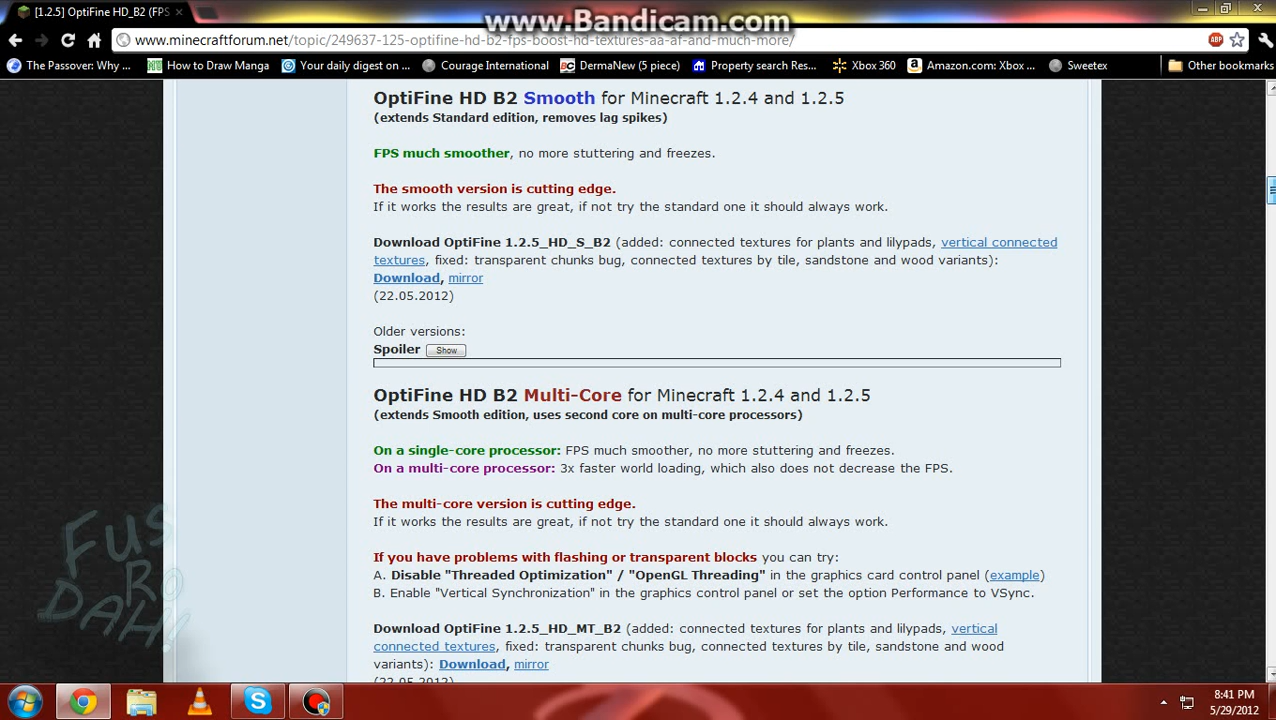 www.Bandicam.com
[1.2.5] OptiFine HD_B2 (FPS
www.minecraftforum.net/topic/249637-125-optifine-hd-b2-fps-boost-hd-textures-aa-af-and-much-more/
ABP
The Passover: Why ... How to Draw Manga Your daily digest on ... Courage International DermaNew (5 piece) Property search Res... Xbox 360 Amazon.com: Xbox ... Sweetex Other bookmarks
OptiFine HD B2 Smooth for Minecraft 1.2.4 and 1.2.5
(extends Standard edition, removes lag spikes)
FPS much smoother, no more stuttering and freezes.
The smooth version is cutting edge.
If it works the results are great, if not try the standard one it should always work.
Download OptiFine 1.2.5_HD_S_B2 (added: connected textures for plants and lilypads, vertical connected
textures, fixed: transparent chunks bug, connected textures by tile, sandstone and wood variants):
Download, mirror
(22.05.2012)
Older versions:
Spoiler Show
OptiFine HD B2 Multi-Core for Minecraft 1.2.4 and 1.2.5
(extends Smooth edition, uses second core on multi-core processors)
On a single-core processor: FPS much smoother, no more stuttering and freezes.
On a multi-core processor: 3x faster world loading, which also does not decrease the FPS.
The multi-core version is cutting edge.
If it works the results are great, if not try the standard one it should always work.
If you have problems with flashing or transparent blocks you can try:
A. Disable "Threaded Optimization" / "OpenGL Threading" in the graphics card control panel (example)
B. Enable "Vertical Synchronization" in the graphics control panel or set the option Performance to VSync.
Download OptiFine 1.2.5_HD_MT_B2 (added: connected textures for plants and lilypads, vertical
connected textures, fixed: transparent chunks bug, connected textures by tile, sandstone and wood
variants): Download, mirror
(22.05.2012)
FUS
RO
DAH!!
8:41 PM
5/29/2012